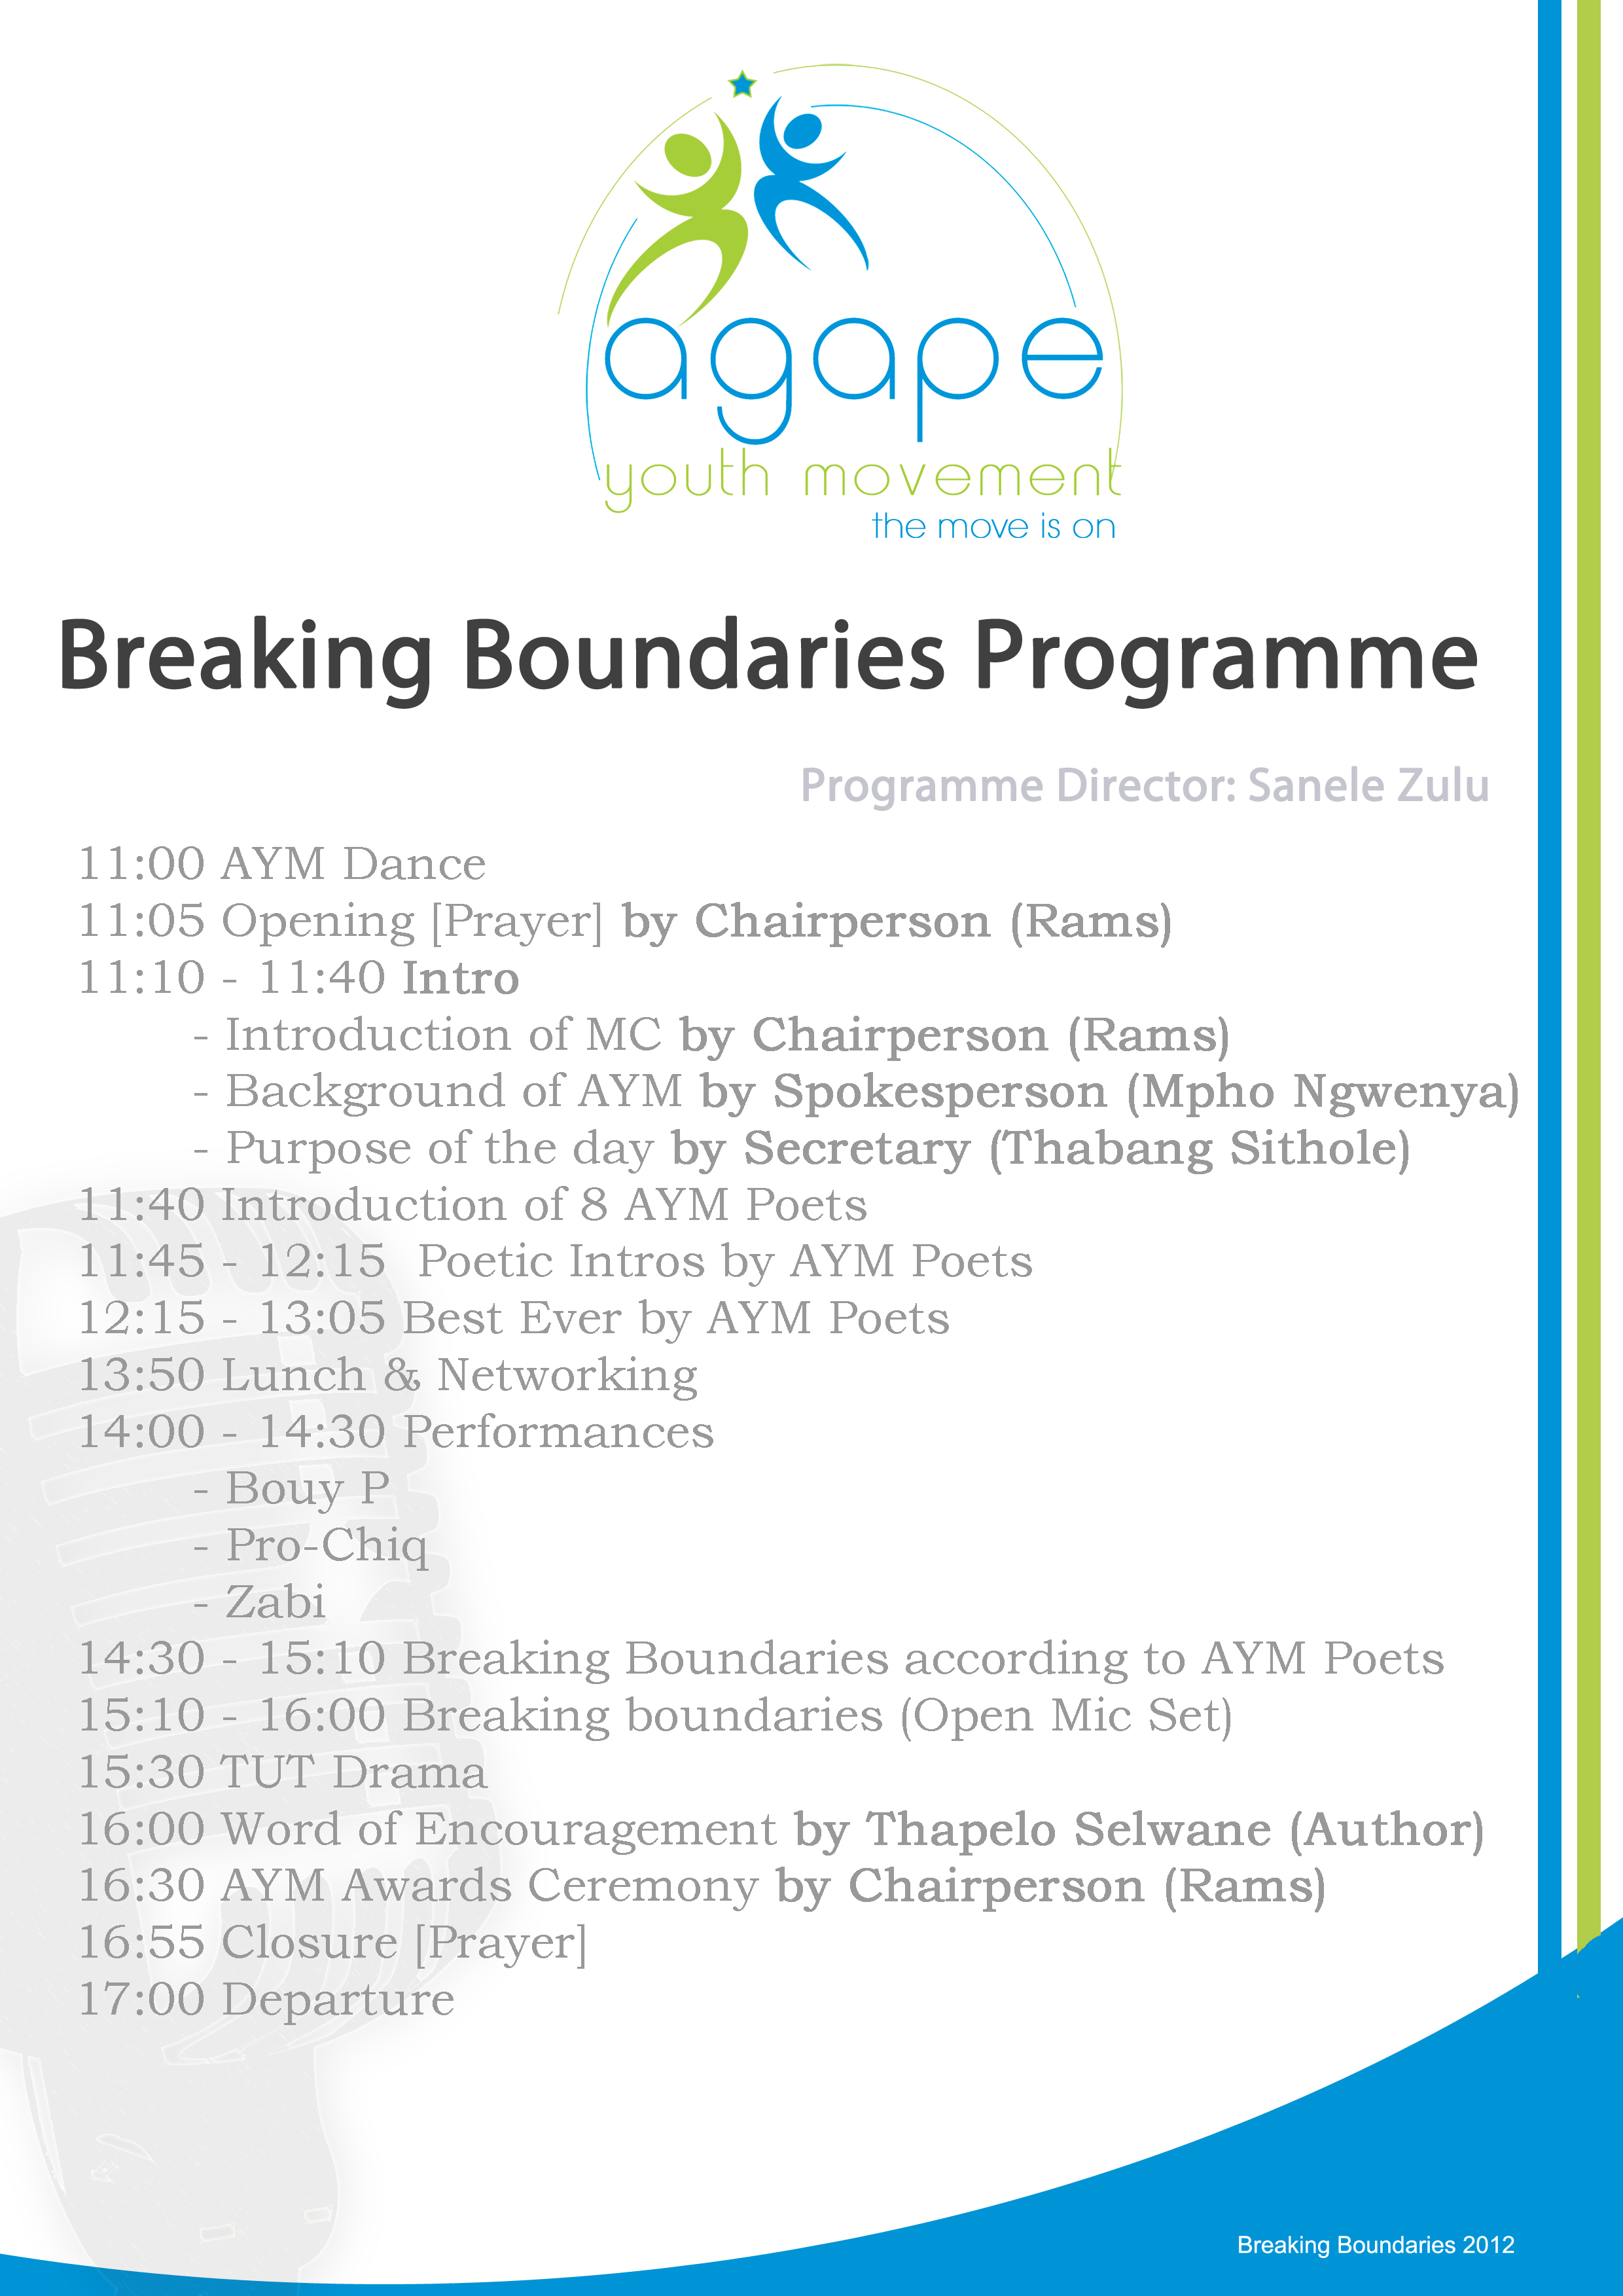 agape
youth movement
the move is on
Breaking Boundaries Programme
Programme Director: Sanele Zulu
11:00 AYM Dance
11:05 Opening [Prayer] by Chairperson (Rams)
11:10 - 11:40 Intro
- Introduction of MC by Chairperson (Rams)
- Background of AYM by Spokesperson (Mpho Ngwenya)
- Purpose of the day by Secretary (Thabang Sithole)
11:40 Introduction of 8 AYM Poets
11:45 - 12:15 Poetic Intros by AYM Poets
12:15 - 13:05 Best Ever by AYM Poets
13:50 Lunch & Networking
14:00 - 14:30 Performances
- Bouy P
- Pro-Chiq
- Zabi
14:30 - 15:10 Breaking Boundaries according to AYM Poets
15:10 - 16:00 Breaking boundaries (Open Mic Set)
15:30 TUT Drama
16:00 Word of Encouragement by Thapelo Selwane (Author)
16:30 AYM Awards Ceremony by Chairperson (Rams)
16:55 Closure [Prayer]
17:00 Departure
Breaking Boundaries 2012